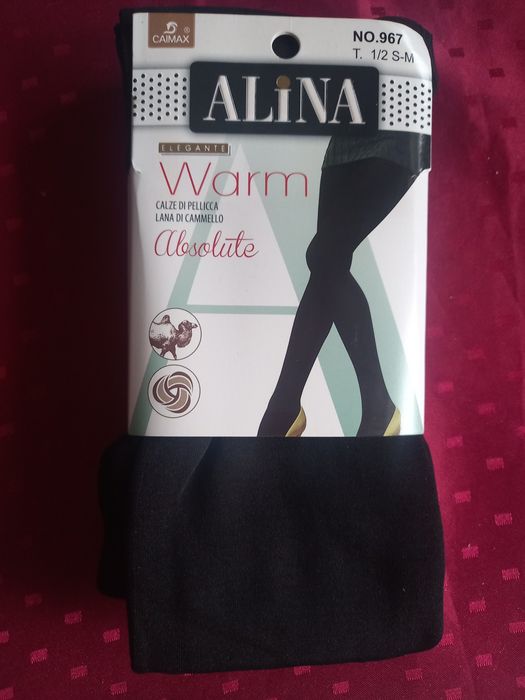 CAIMAX ®
NO.967
T. 1/2 S-M
ALiNA
ELEGANTE
Warm
CALZE DI PELLICCA
LANA DI CAMMELLO
Absolute